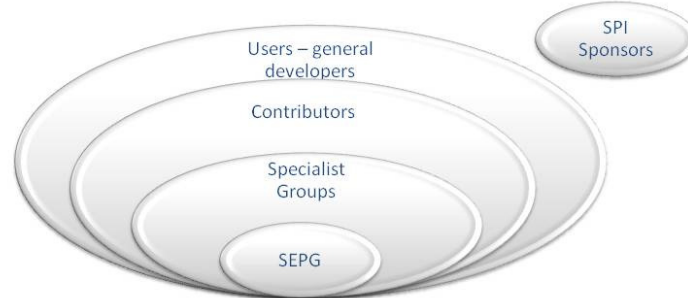 SPI
Sponsors
Users – general
developers
Contributors
Specialist
Groups
SEPG